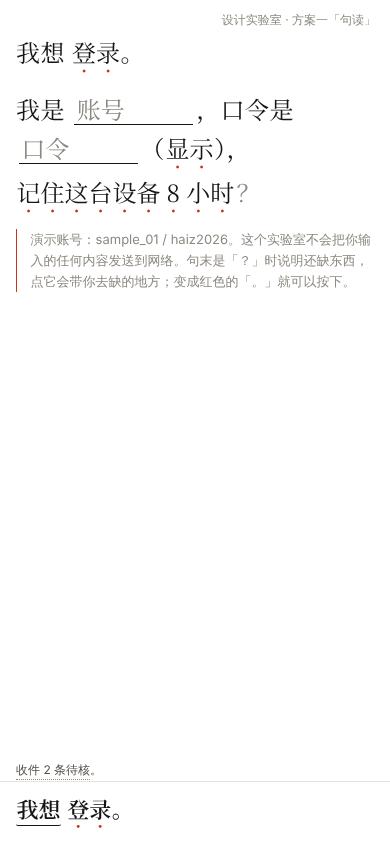 设计实验室 · 方案一「句读」
我想 登录。
我是 账号，口令是
口令（显示），
记住这台设备 8 小时？
演示账号：sample_01 / haiz2026。这个实验室不会把你输
入的任何内容发送到网络。句末是「？」时说明还缺东西，
点它会带你去缺的地方；变成红色的「。」就可以按下。
收件 2 条待核。
我想 登录。